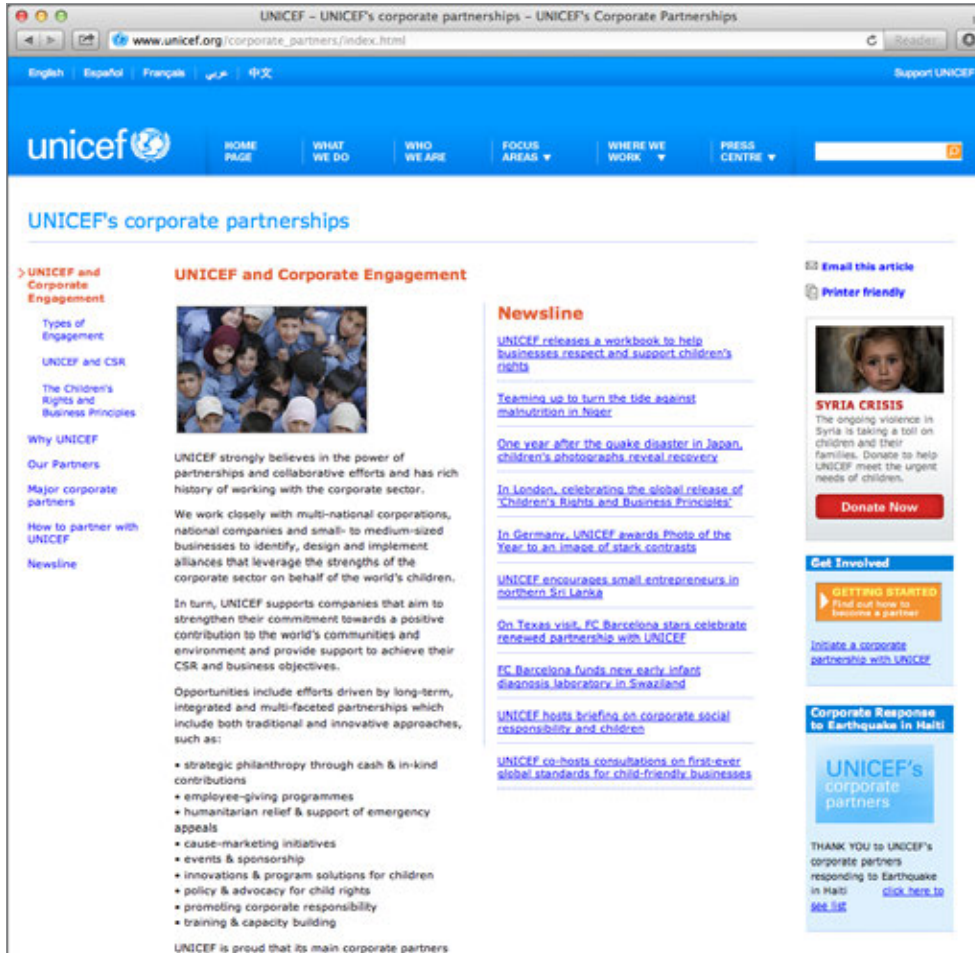 UNICEF – UNICEF's corporate partnerships – UNICEF's Corporate Partnerships
www.unicef.org/corporate_partners/index.html
Reader
English
Español
Français
عربي
中文
Support UNICEF
unicef
HOME
PAGE
WHAT
WE DO
WHO
WE ARE
FOCUS
AREAS ▼
WHERE WE
WORK ▼
PRESS
CENTRE ▼
UNICEF's corporate partnerships
UNICEF and
Corporate
Engagement
Types of
Engagement
UNICEF and CSR
The Children's
Rights and
Business Principles
Why UNICEF
Our Partners
Major corporate
partners
How to partner with
UNICEF
Newsline
UNICEF and Corporate Engagement
UNICEF strongly believes in the power of
partnerships and collaborative efforts and has rich
history of working with the corporate sector.
We work closely with multi-national corporations,
national companies and small- to medium-sized
businesses to identify, design and implement
alliances that leverage the strengths of the
corporate sector on behalf of the world's children.
In turn, UNICEF supports companies that aim to
strengthen their commitment towards a positive
contribution to the world's communities and
environment and provide support to achieve their
CSR and business objectives.
Opportunities include efforts driven by long-term,
integrated and multi-faceted partnerships which
include both traditional and innovative approaches,
such as:
• strategic philanthropy through cash & in-kind
contributions
• employee-giving programmes
• humanitarian relief & support of emergency
appeals
• cause-marketing initiatives
• events & sponsorship
• innovations & program solutions for children
• policy & advocacy for child rights
• promoting corporate responsibility
• training & capacity building
UNICEF is proud that its main corporate partners
Newsline
UNICEF releases a workbook to help
businesses respect and support children's
rights
Teaming up to turn the tide against
malnutrition in Niger
One year after the quake disaster in Japan,
children's photographs reveal recovery
In London, celebrating the global release of
'Children's Rights and Business Principles'
In Germany, UNICEF awards Photo of the
Year to an image of stark contrasts
UNICEF encourages small entrepreneurs in
northern Sri Lanka
On Texas visit, FC Barcelona stars celebrate
renewed partnership with UNICEF
FC Barcelona funds new early infant
diagnosis laboratory in Swaziland
UNICEF hosts briefing on corporate social
responsibility and children
UNICEF co-hosts consultations on first-ever
global standards for child-friendly businesses
Email this article
Printer friendly
SYRIA CRISIS
The ongoing violence in
Syria is taking a toll on
children and their
families. Donate to help
UNICEF meet the urgent
needs of children.
Donate Now
Get Involved
GETTING STARTED
Find out how to
become a partner
Initiate a corporate
partnership with UNICEF
Corporate Response
to Earthquake in Haiti
UNICEF's
corporate
partners
THANK YOU to UNICEF's
corporate partners
responding to Earthquake
in Haiti click here to
see list